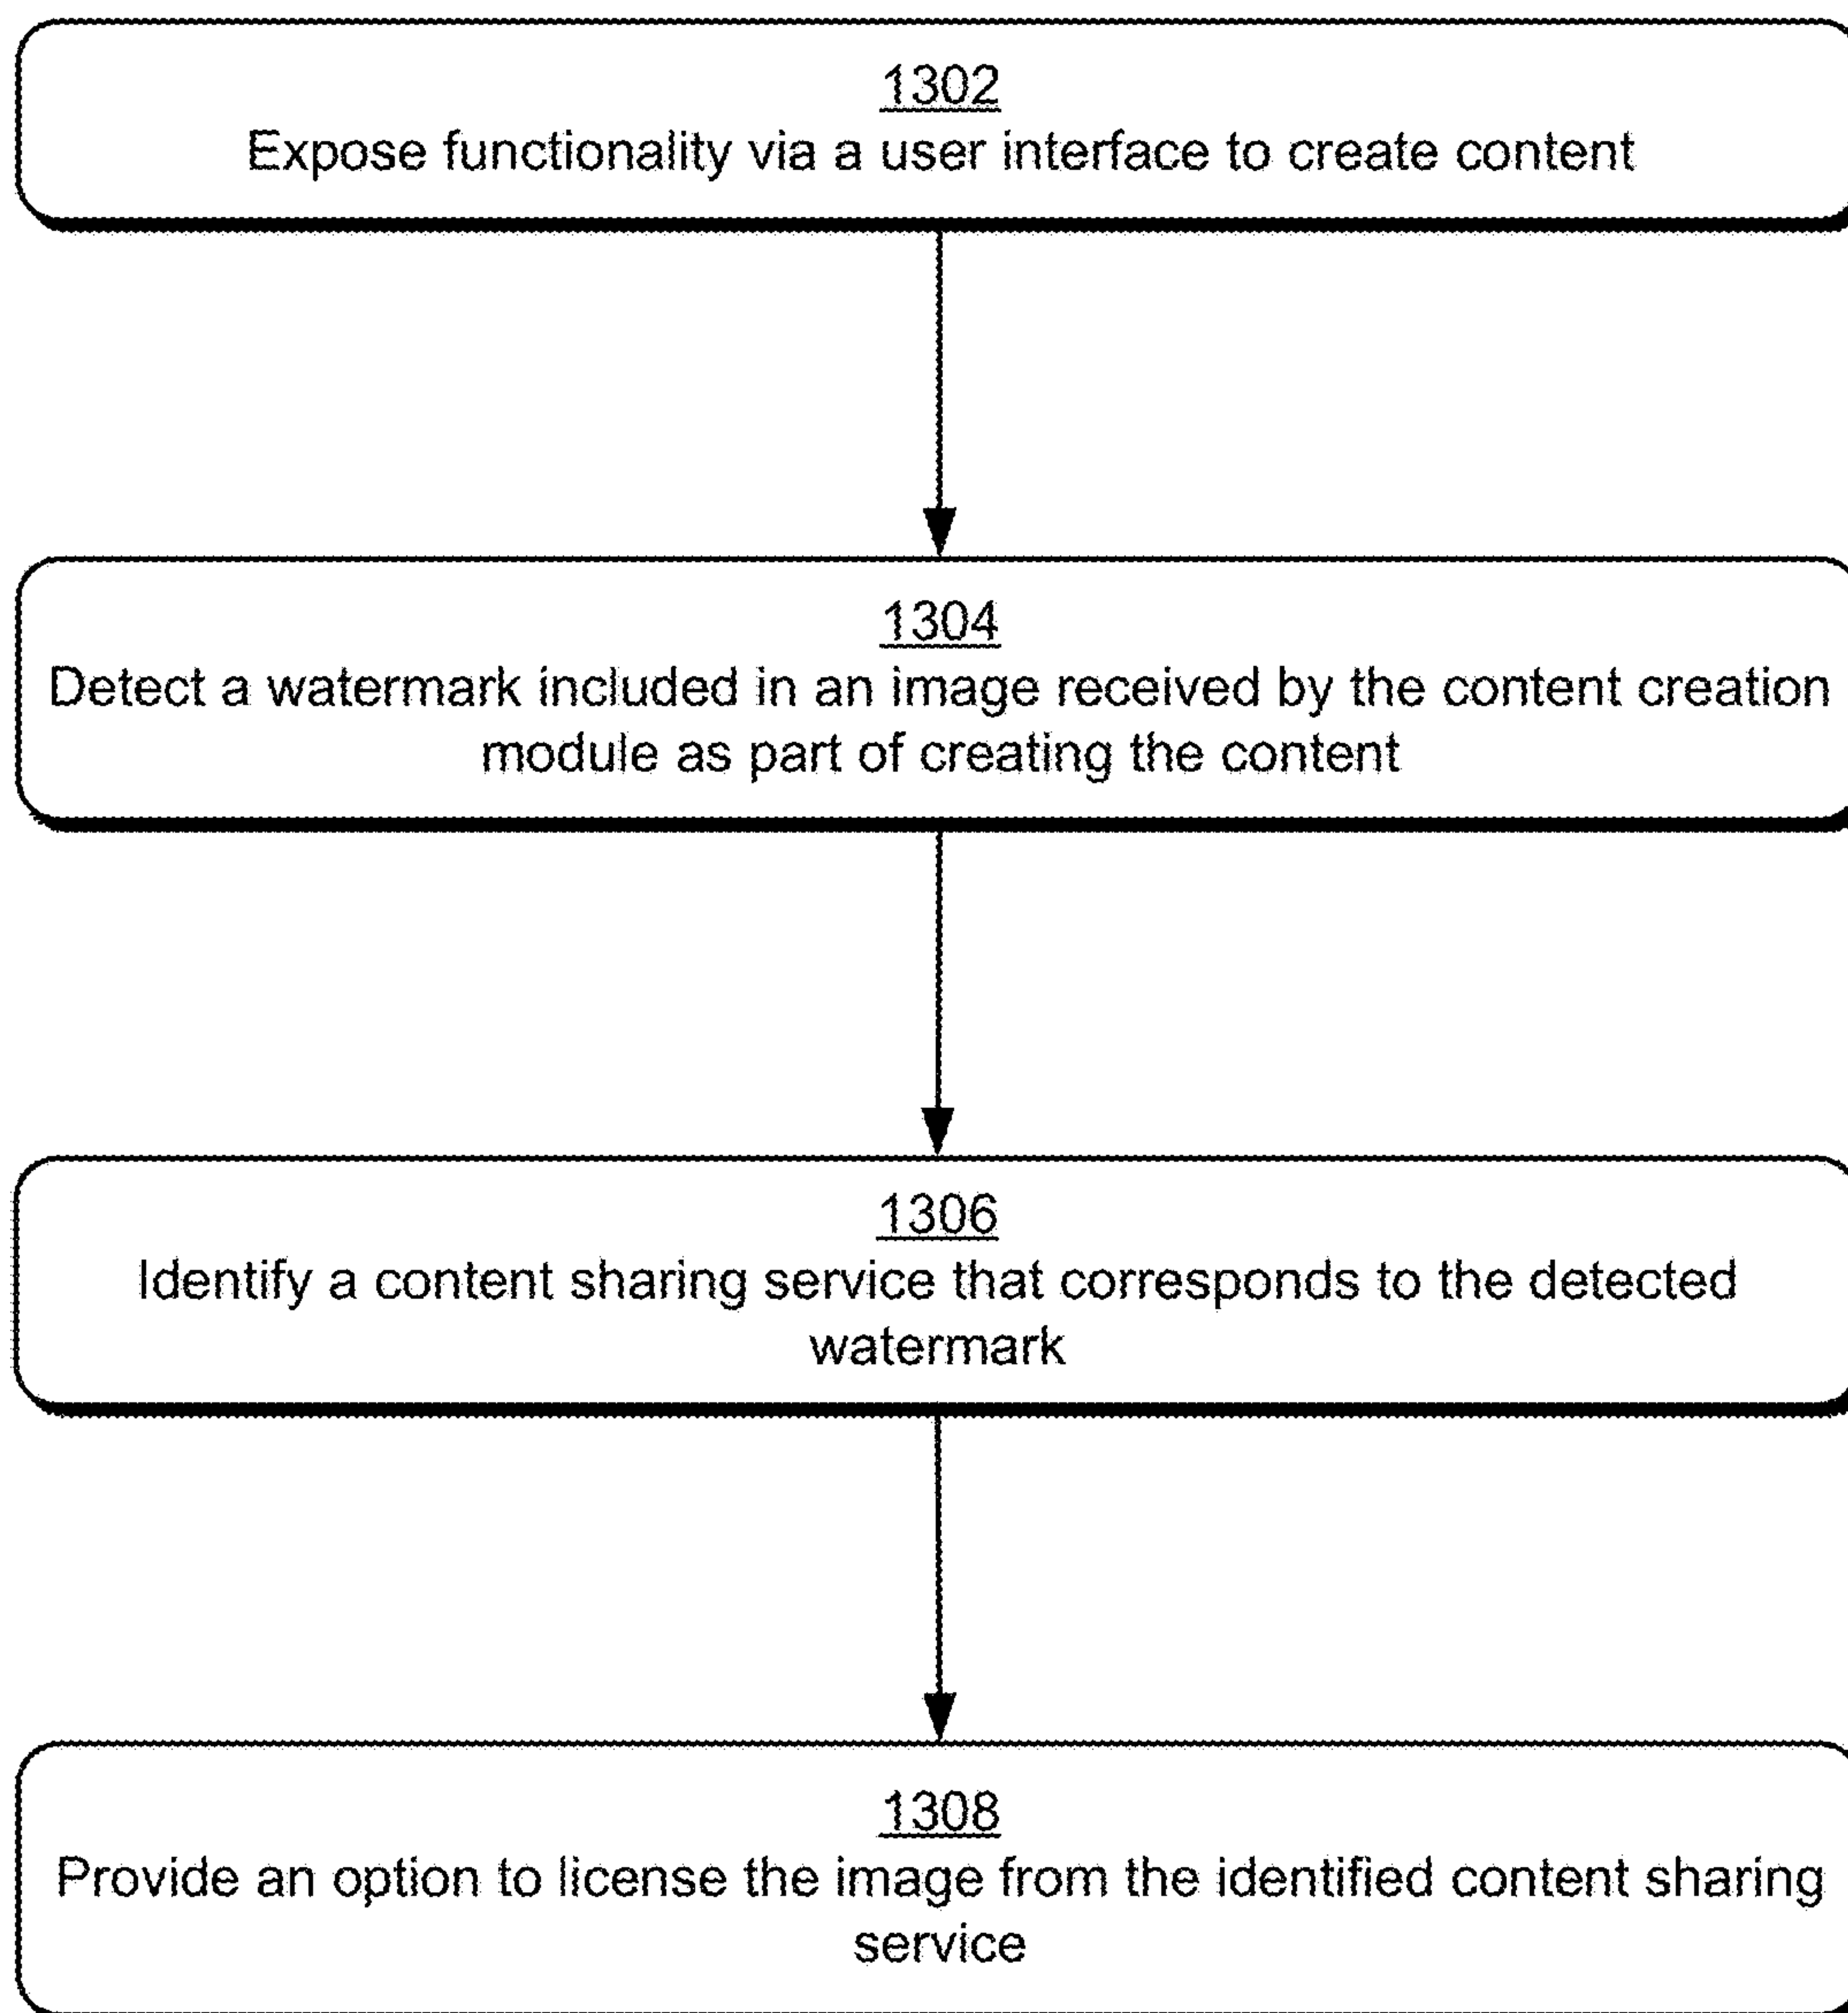 1302
Expose functionality via a user interface to create content
1304
Detect a watermark included in an image received by the content creation
module as part of creating the content
1306
Identify a content sharing service that corresponds to the detected
watermark
1308
Provide an option to license the image from the identified content sharing
service